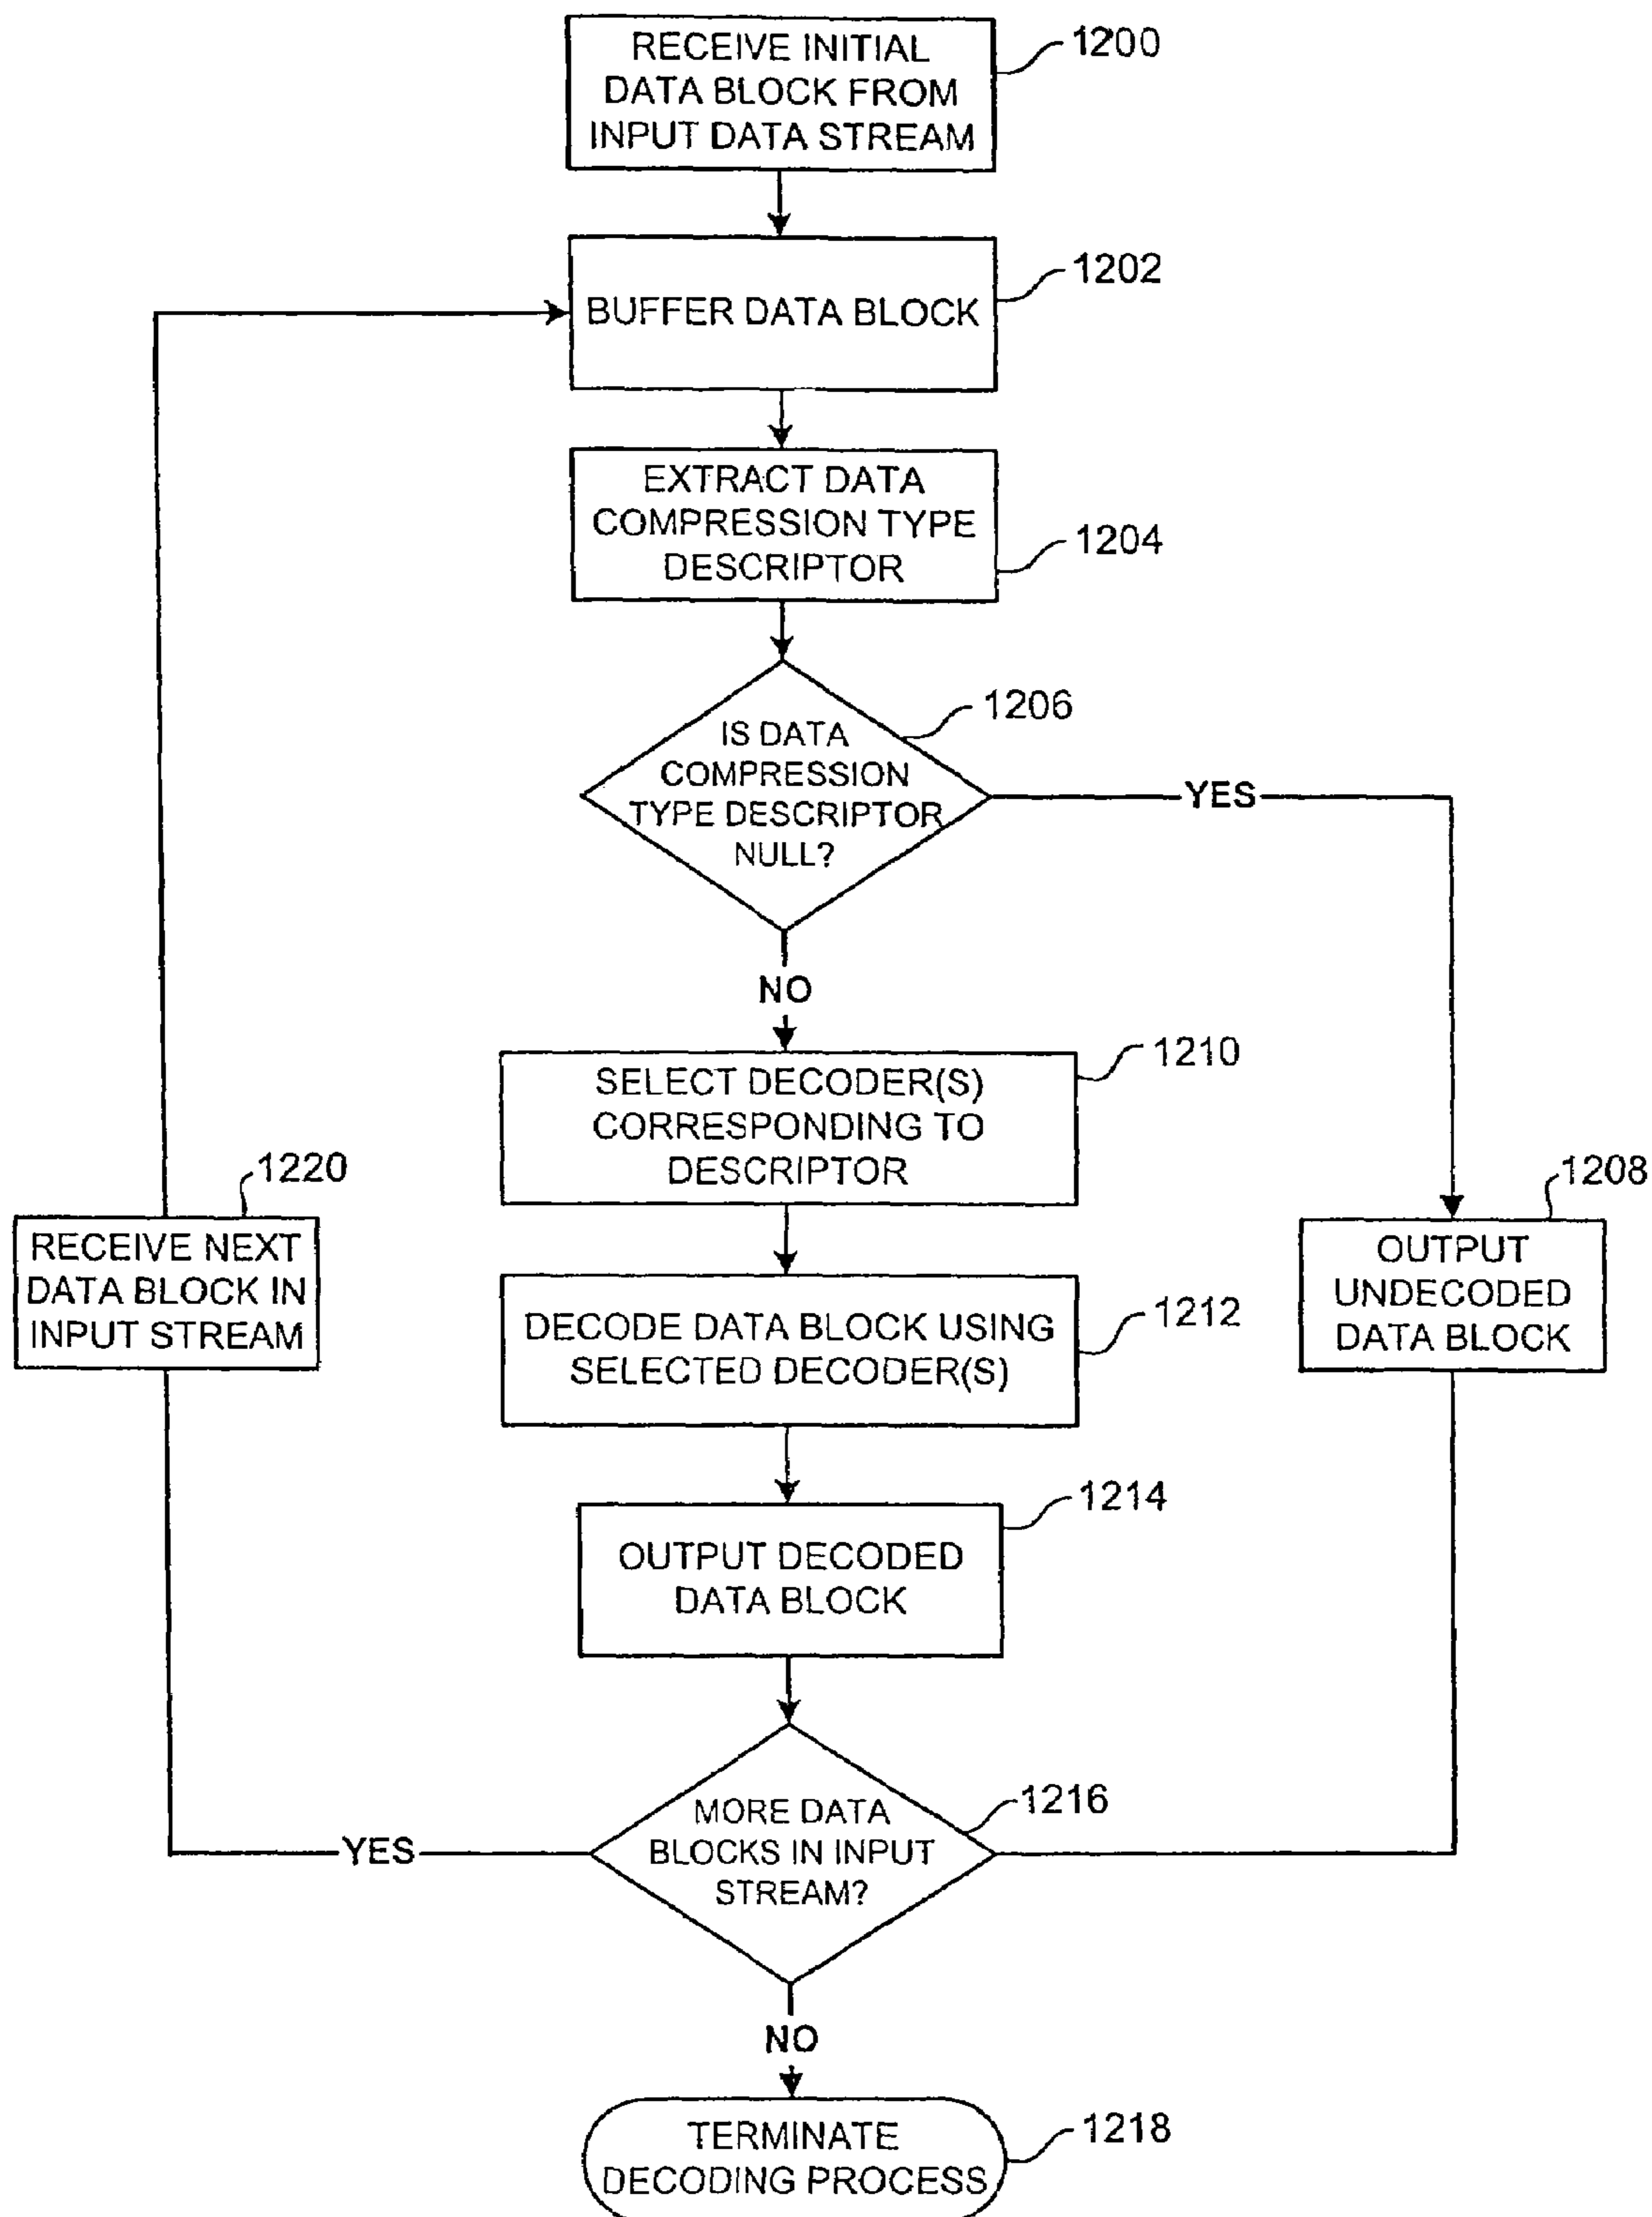 RECEIVE INITIAL
DATA BLOCK FROM
INPUT DATA STREAM
1200
BUFFER DATA BLOCK
1202
EXTRACT DATA
COMPRESSION TYPE
DESCRIPTOR
1204
IS DATA
COMPRESSION
TYPE DESCRIPTOR
NULL?
1206
YES
NO
SELECT DECODER(S)
CORRESPONDING TO
DESCRIPTOR
1210
1220
RECEIVE NEXT
DATA BLOCK IN
INPUT STREAM
1208
OUTPUT
UNDECODED
DATA BLOCK
DECODE DATA BLOCK USING
SELECTED DECODER(S)
1212
OUTPUT DECODED
DATA BLOCK
1214
MORE DATA
BLOCKS IN INPUT
STREAM?
1216
YES
NO
TERMINATE
DECODING PROCESS
1218